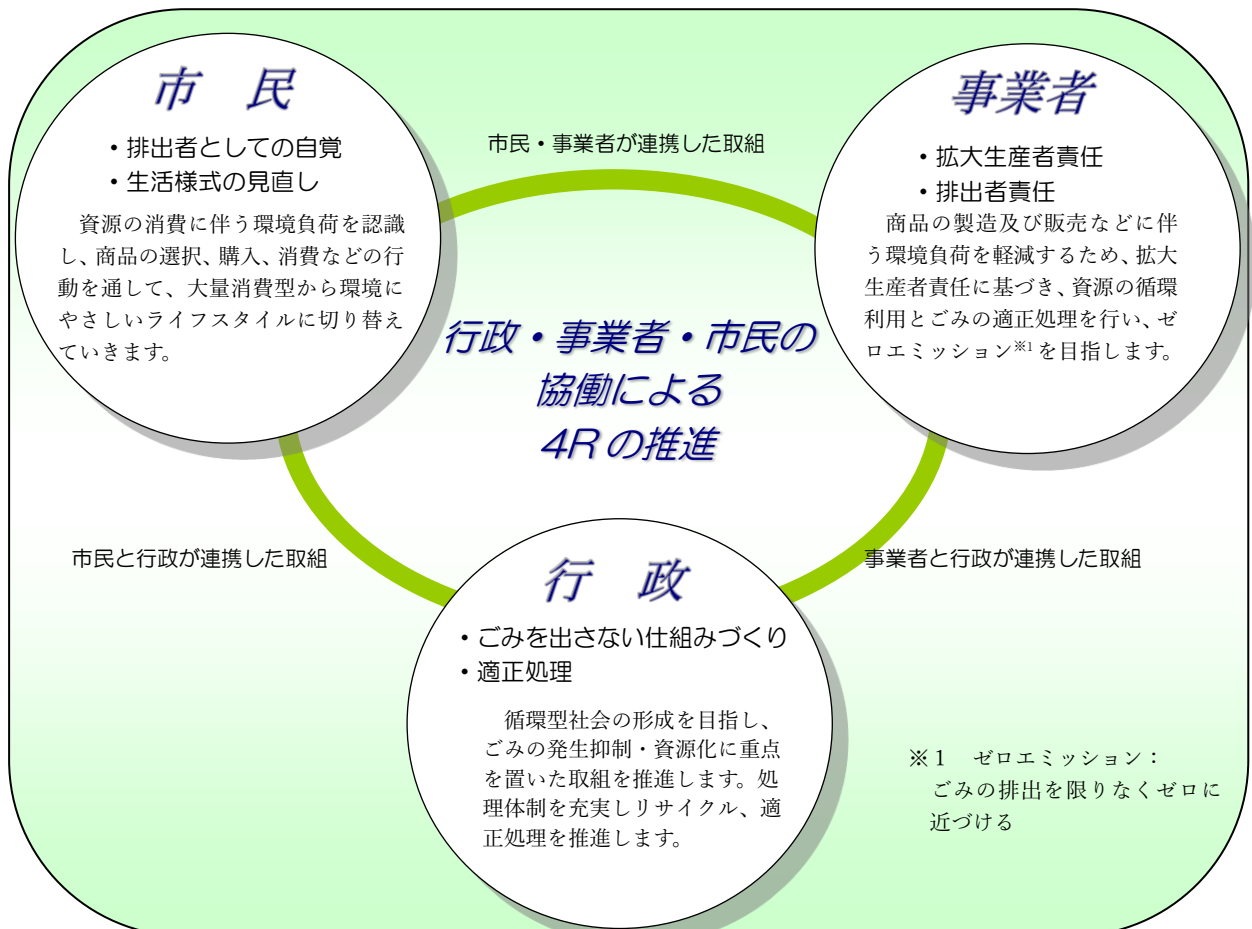 市　民
・排出者としての自覚
・生活様式の見直し
　資源の消費に伴う環境負荷を認識
し、商品の選択、購入、消費などの行
動を通して、大量消費型から環境に
やさしいライフスタイルに切り替え
ていきます。
市民・事業者が連携した取組
事業者
・拡大生産者責任
・排出者責任
　商品の製造及び販売などに伴
う環境負荷を軽減するため、拡大
生産者責任に基づき、資源の循環
利用とごみの適正処理を行い、ゼ
ロエミッション※1を目指します。
行政・事業者・市民の
協働による
4Rの推進
市民と行政が連携した取組
事業者と行政が連携した取組
行　政
・ごみを出さない仕組みづくり
・適正処理
　循環型社会の形成を目指し、
ごみの発生抑制・資源化に重点
を置いた取組を推進します。処
理体制を充実しリサイクル、適
正処理を推進します。
※１　ゼロエミッション：
ごみの排出を限りなくゼロに
近づける